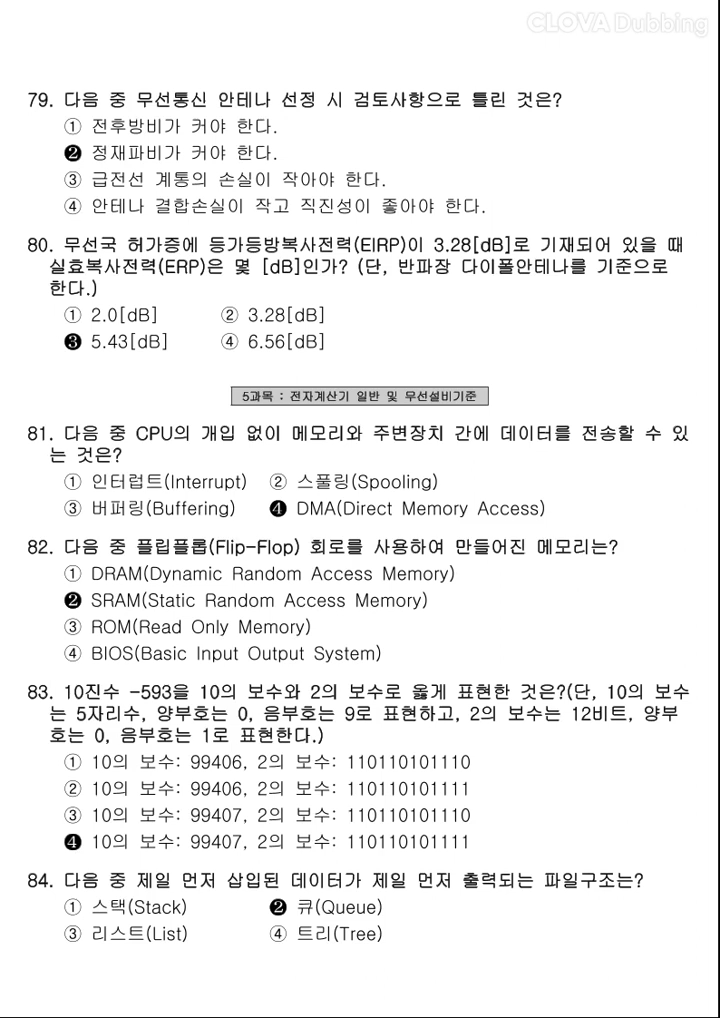 CLOVA Dubbing
79. 다음 중 무선통신 안테나 선정 시 검토사항으로 틀린 것은?
① 전후방비가 커야 한다.
❷ 정재파비가 커야 한다.
③ 급전선 계통의 손실이 작아야 한다.
④ 안테나 결합손실이 작고 직진성이 좋아야 한다.
80. 무선국 허가증에 등가등방복사전력(EIRP)이 3.28[dB]로 기재되어 있을 때
실효복사전력(ERP)은 몇 [dB]인가? (단, 반파장 다이폴안테나를 기준으로
한다.)
① 2.0[dB] ② 3.28[dB]
❸ 5.43[dB] ④ 6.56[dB]
5과목 : 전자계산기 일반 및 무선설비기준
81. 다음 중 CPU의 개입 없이 메모리와 주변장치 간에 데이터를 전송할 수 있
는 것은?
① 인터럽트(Interrupt) ② 스풀링(Spooling)
③ 버퍼링(Buffering) ❹ DMA(Direct Memory Access)
82. 다음 중 플립플롭(Flip-Flop) 회로를 사용하여 만들어진 메모리는?
① DRAM(Dynamic Random Access Memory)
❷ SRAM(Static Random Access Memory)
③ ROM(Read Only Memory)
④ BIOS(Basic Input Output System)
83. 10진수 -593을 10의 보수와 2의 보수로 옳게 표현한 것은?(단, 10의 보수
는 5자리수, 양부호는 0, 음부호는 9로 표현하고, 2의 보수는 12비트, 양부
호는 0, 음부호는 1로 표현한다.)
① 10의 보수: 99406, 2의 보수: 110110101110
② 10의 보수: 99406, 2의 보수: 110110101111
③ 10의 보수: 99407, 2의 보수: 110110101110
❹ 10의 보수: 99407, 2의 보수: 110110101111
84. 다음 중 제일 먼저 삽입된 데이터가 제일 먼저 출력되는 파일구조는?
① 스택(Stack) ❷ 큐(Queue)
③ 리스트(List) ④ 트리(Tree)